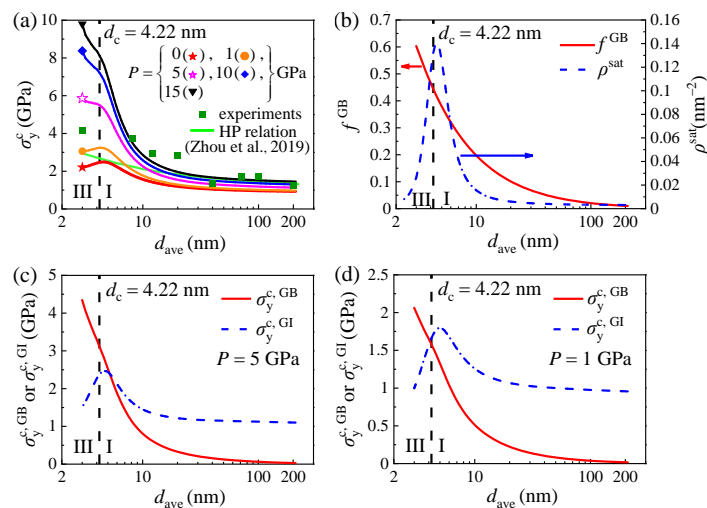 (a)
d_c = 4.22 nm
P = { 0(★), 1(●),
5(☆), 10(◆),
15(▼) } GPa
■ experiments
HP relation
(Zhou et al., 2019)
III I
σ_y^c (GPa)
10
8
6
4
2
0
2 10 100
d_ave (nm)
(b)
d_c = 4.22 nm
f^GB
ρ^sat
III I
f^GB
0.7
0.6
0.5
0.4
0.3
0.2
0.1
0
ρ^sat (nm^−2)
0.16
0.14
0.12
0.10
0.08
0.06
0.04
0.02
0
2 10 100
d_ave (nm)
(c)
d_c = 4.22 nm
σ_y^c, GB
σ_y^c, GI
P = 5 GPa
III I
σ_y^c, GB or σ_y^c, GI (GPa)
5
4
3
2
1
0
2 10 100
d_ave (nm)
(d)
d_c = 4.22 nm
σ_y^c, GB
σ_y^c, GI
P = 1 GPa
III I
σ_y^c, GB or σ_y^c, GI (GPa)
2.5
2
1.5
1
0.5
0
2 10 100
d_ave (nm)